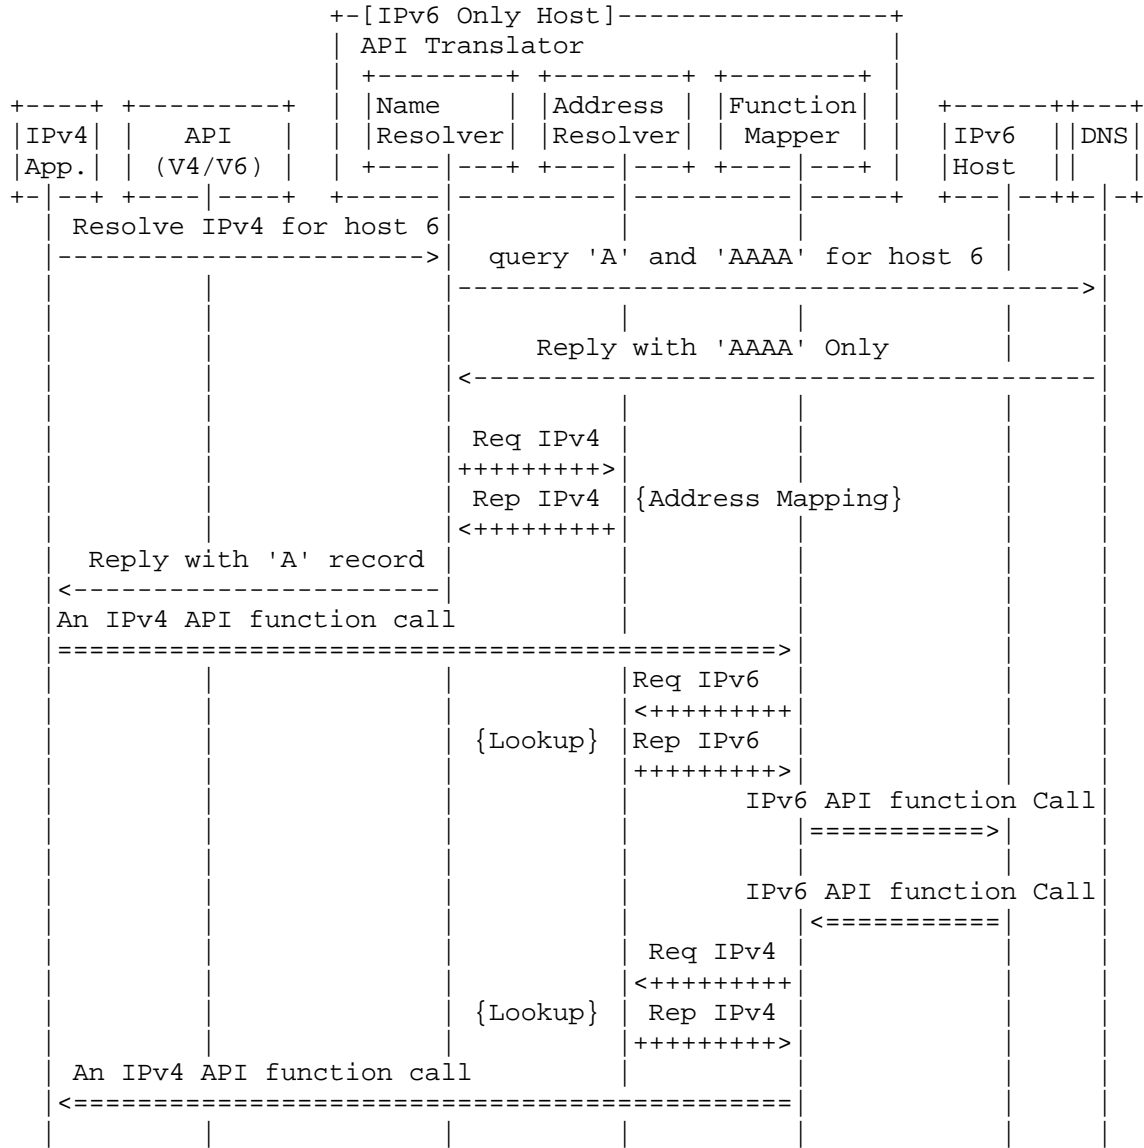 [IPv6 Only Host]
API Translator
Name Address Function
IPv4 API Resolver Resolver Mapper IPv6 DNS
App. (V4/V6) Host
Resolve IPv4 for host 6
query 'A' and 'AAAA' for host 6
Reply with 'AAAA' Only
Req IPv4
Rep IPv4 {Address Mapping}
Reply with 'A' record
An IPv4 API function call
Req IPv6
{Lookup} Rep IPv6
IPv6 API function Call
IPv6 API function Call
Req IPv4
{Lookup} Rep IPv4
An IPv4 API function call